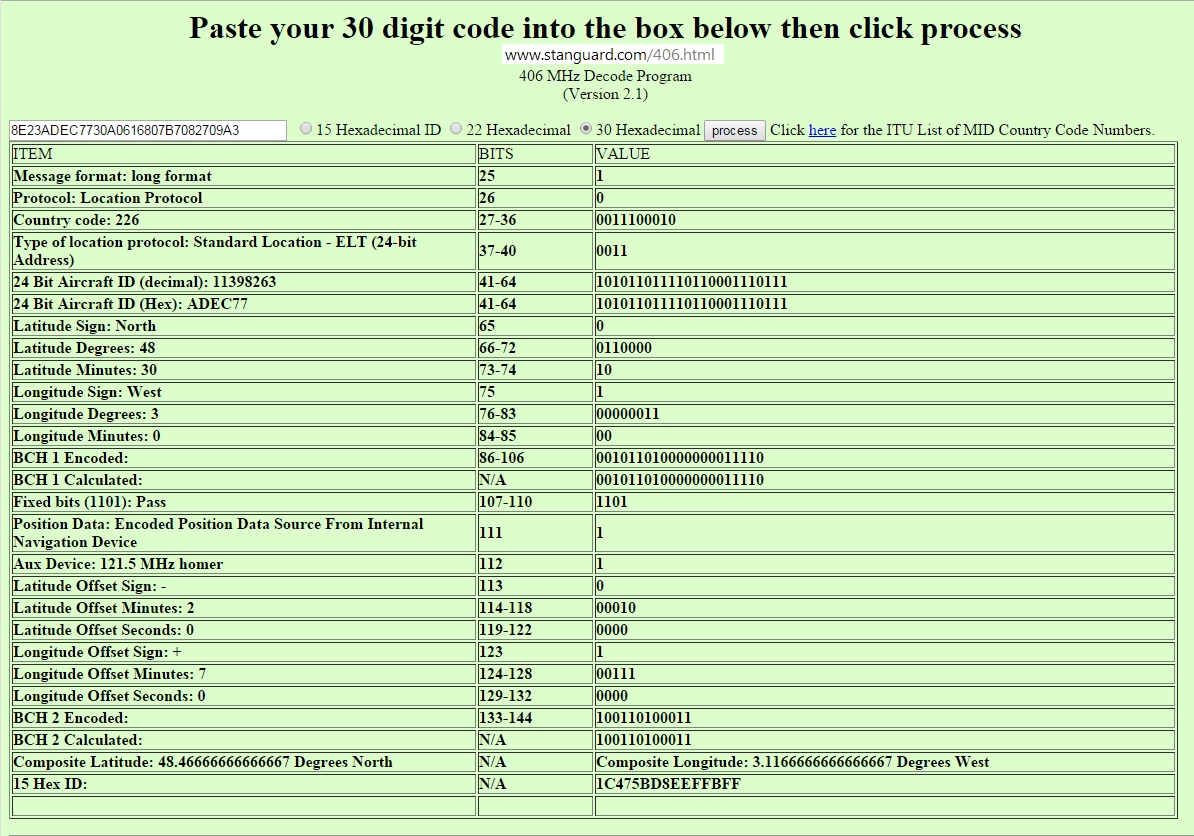 Paste your 30 digit code into the box below then click process
www.stanguard.com/406.html
406 MHz Decode Program
(Version 2.1)
8E23ADEC7730A0616807B7082709A3 15 Hexadecimal ID 22 Hexadecimal 30 Hexadecimal process Click here for the ITU List of MID Country Code Numbers.
ITEM BITS VALUE
Message format: long format 25 1
Protocol: Location Protocol 26 0
Country code: 226 27-36 0011100010
Type of location protocol: Standard Location - ELT (24-bit
Address) 37-40 0011
24 Bit Aircraft ID (decimal): 11398263 41-64 101011011110110001110111
24 Bit Aircraft ID (Hex): ADEC77 41-64 101011011110110001110111
Latitude Sign: North 65 0
Latitude Degrees: 48 66-72 0110000
Latitude Minutes: 30 73-74 10
Longitude Sign: West 75 1
Longitude Degrees: 3 76-83 00000011
Longitude Minutes: 0 84-85 00
BCH 1 Encoded: 86-106 001011010000000011110
BCH 1 Calculated: N/A 001011010000000011110
Fixed bits (1101): Pass 107-110 1101
Position Data: Encoded Position Data Source From Internal
Navigation Device 111 1
Aux Device: 121.5 MHz homer 112 1
Latitude Offset Sign: - 113 0
Latitude Offset Minutes: 2 114-118 00010
Latitude Offset Seconds: 0 119-122 0000
Longitude Offset Sign: + 123 1
Longitude Offset Minutes: 7 124-128 00111
Longitude Offset Seconds: 0 129-132 0000
BCH 2 Encoded: 133-144 100110100011
BCH 2 Calculated: N/A 100110100011
Composite Latitude: 48.46666666666667 Degrees North N/A Composite Longitude: 3.1166666666666667 Degrees West
15 Hex ID: N/A 1C475BD8EEFFBFF